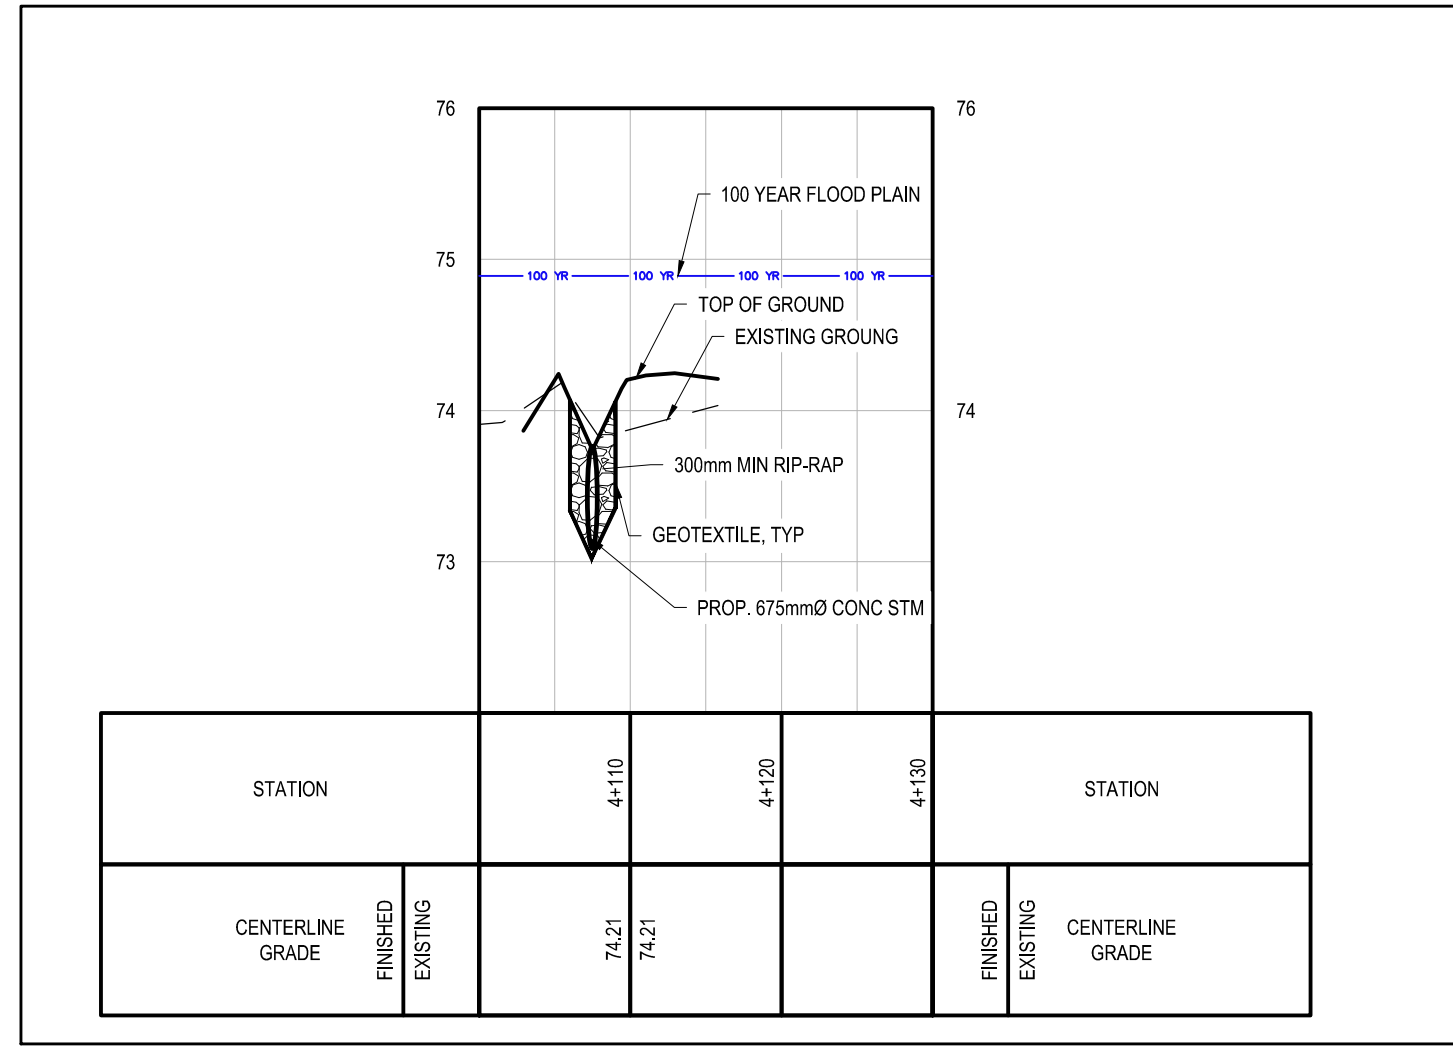 76
76
100 YEAR FLOOD PLAIN
75
100 YR
100 YR
100 YR
100 YR
TOP OF GROUND
EXISTING GROUNG
74
74
300mm MIN RIP-RAP
GEOTEXTILE, TYP
73
PROP. 675mmØ CONC STM
STATION
4+110
4+120
4+130
STATION
CENTERLINE
GRADE
FINISHED
EXISTING
74.21
74.21
FINISHED
EXISTING
CENTERLINE
GRADE